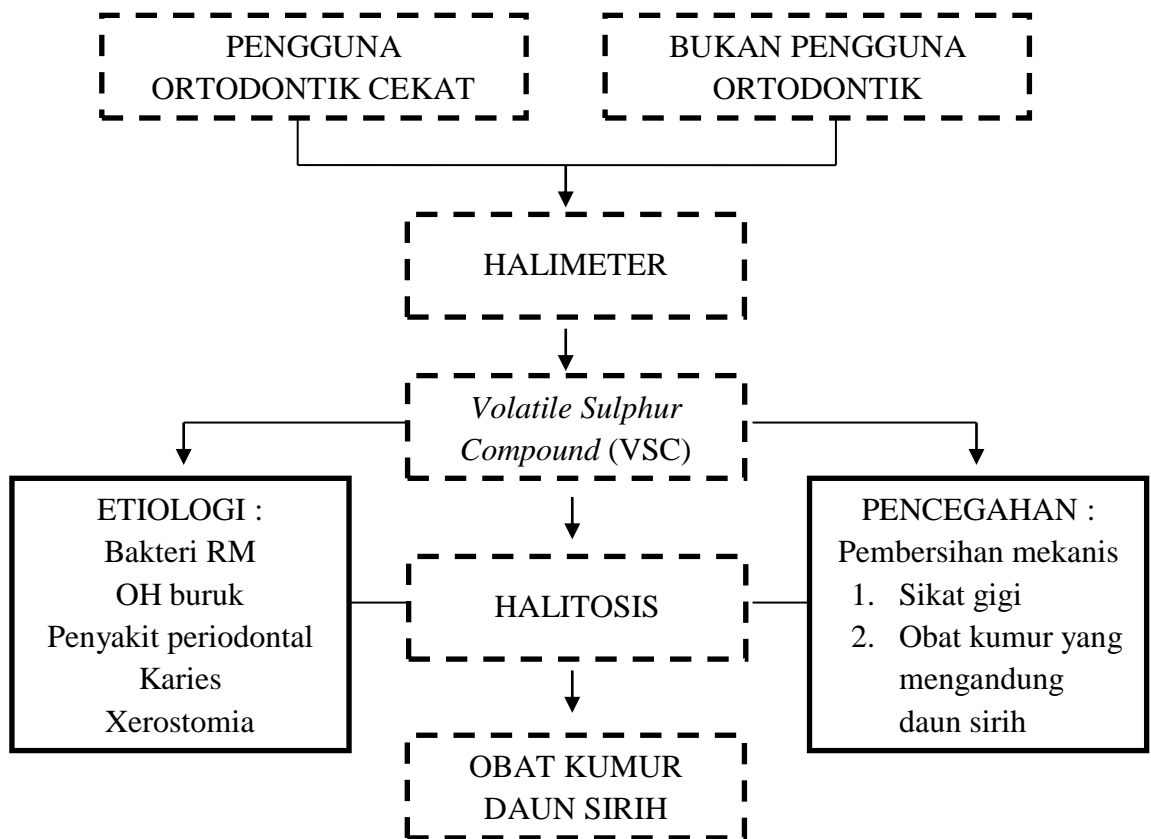 PENGGUNA
ORTODONTIK CEKAT
BUKAN PENGGUNA
ORTODONTIK
HALIMETER
Volatile Sulphur
Compound (VSC)
ETIOLOGI :
Bakteri RM
OH buruk
Penyakit periodontal
Karies
Xerostomia
HALITOSIS
PENCEGAHAN :
Pembersihan mekanis
1. Sikat gigi
2. Obat kumur yang
mengandung
daun sirih
OBAT KUMUR
DAUN SIRIH